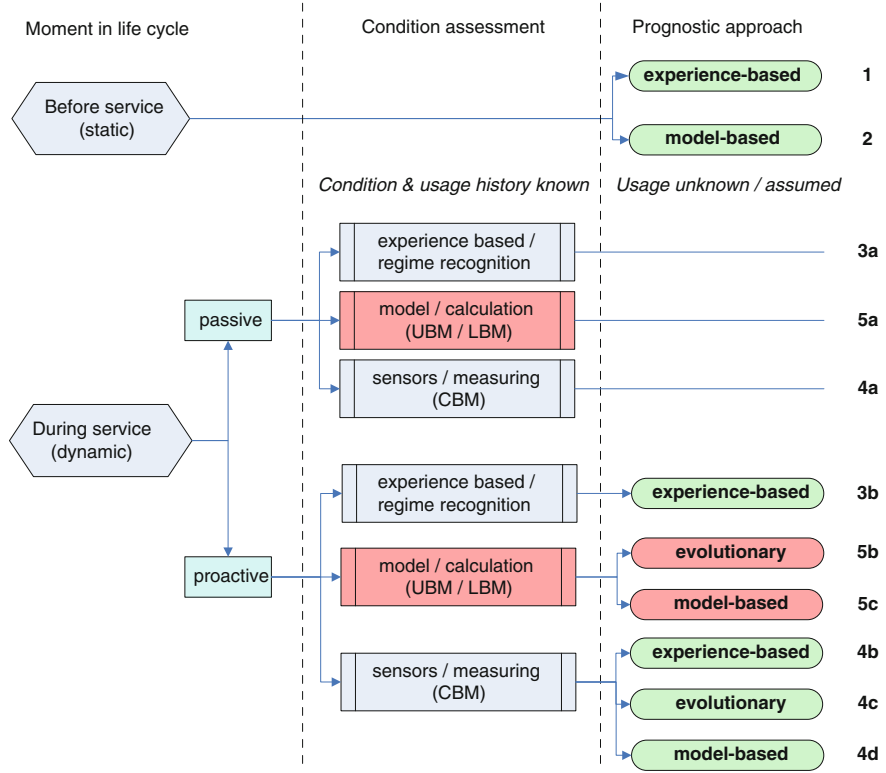 Moment in life cycle
Condition assessment
Prognostic approach
Before service
(static)
experience-based
1
model-based
2
Condition & usage history known
Usage unknown / assumed
experience based /
regime recognition
3a
passive
model / calculation
(UBM / LBM)
5a
sensors / measuring
(CBM)
4a
During service
(dynamic)
experience based /
regime recognition
experience-based
3b
proactive
model / calculation
(UBM / LBM)
evolutionary
5b
model-based
5c
sensors / measuring
(CBM)
experience-based
4b
evolutionary
4c
model-based
4d